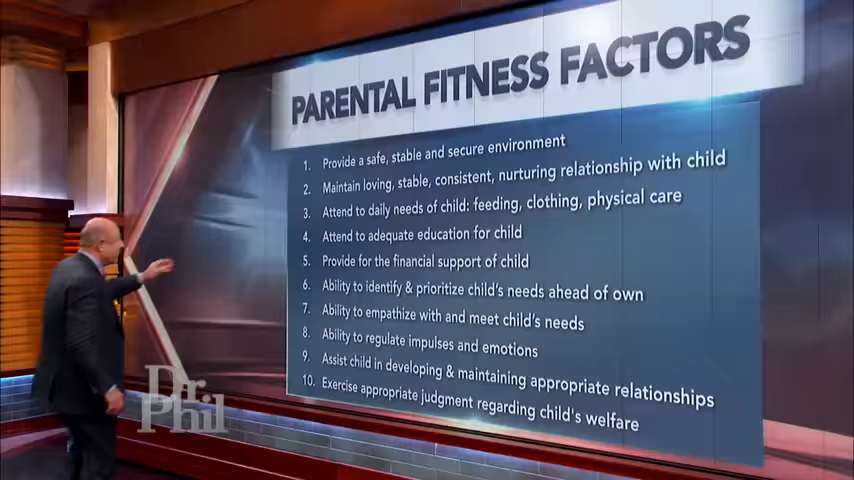 PARENTAL FITNESS FACTORS
1. Provide a safe, stable and secure environment
2. Maintain loving, stable, consistent, nurturing relationship with child
3. Attend to daily needs of child: feeding, clothing, physical care
4. Attend to adequate education for child
5. Provide for the financial support of child
6. Ability to identify & prioritize child's needs ahead of own
7. Ability to empathize with and meet child's needs
8. Ability to regulate impulses and emotions
9. Assist child in developing & maintaining appropriate relationships
10. Exercise appropriate judgment regarding child's welfare
Dr.
Phil